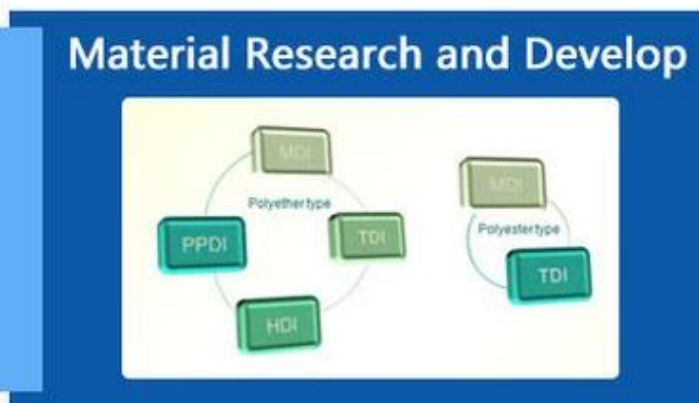 Material Research and Develop
MDI
Polyether type
PPDI
TDI
HDI
MDI
Polyester type
TDI